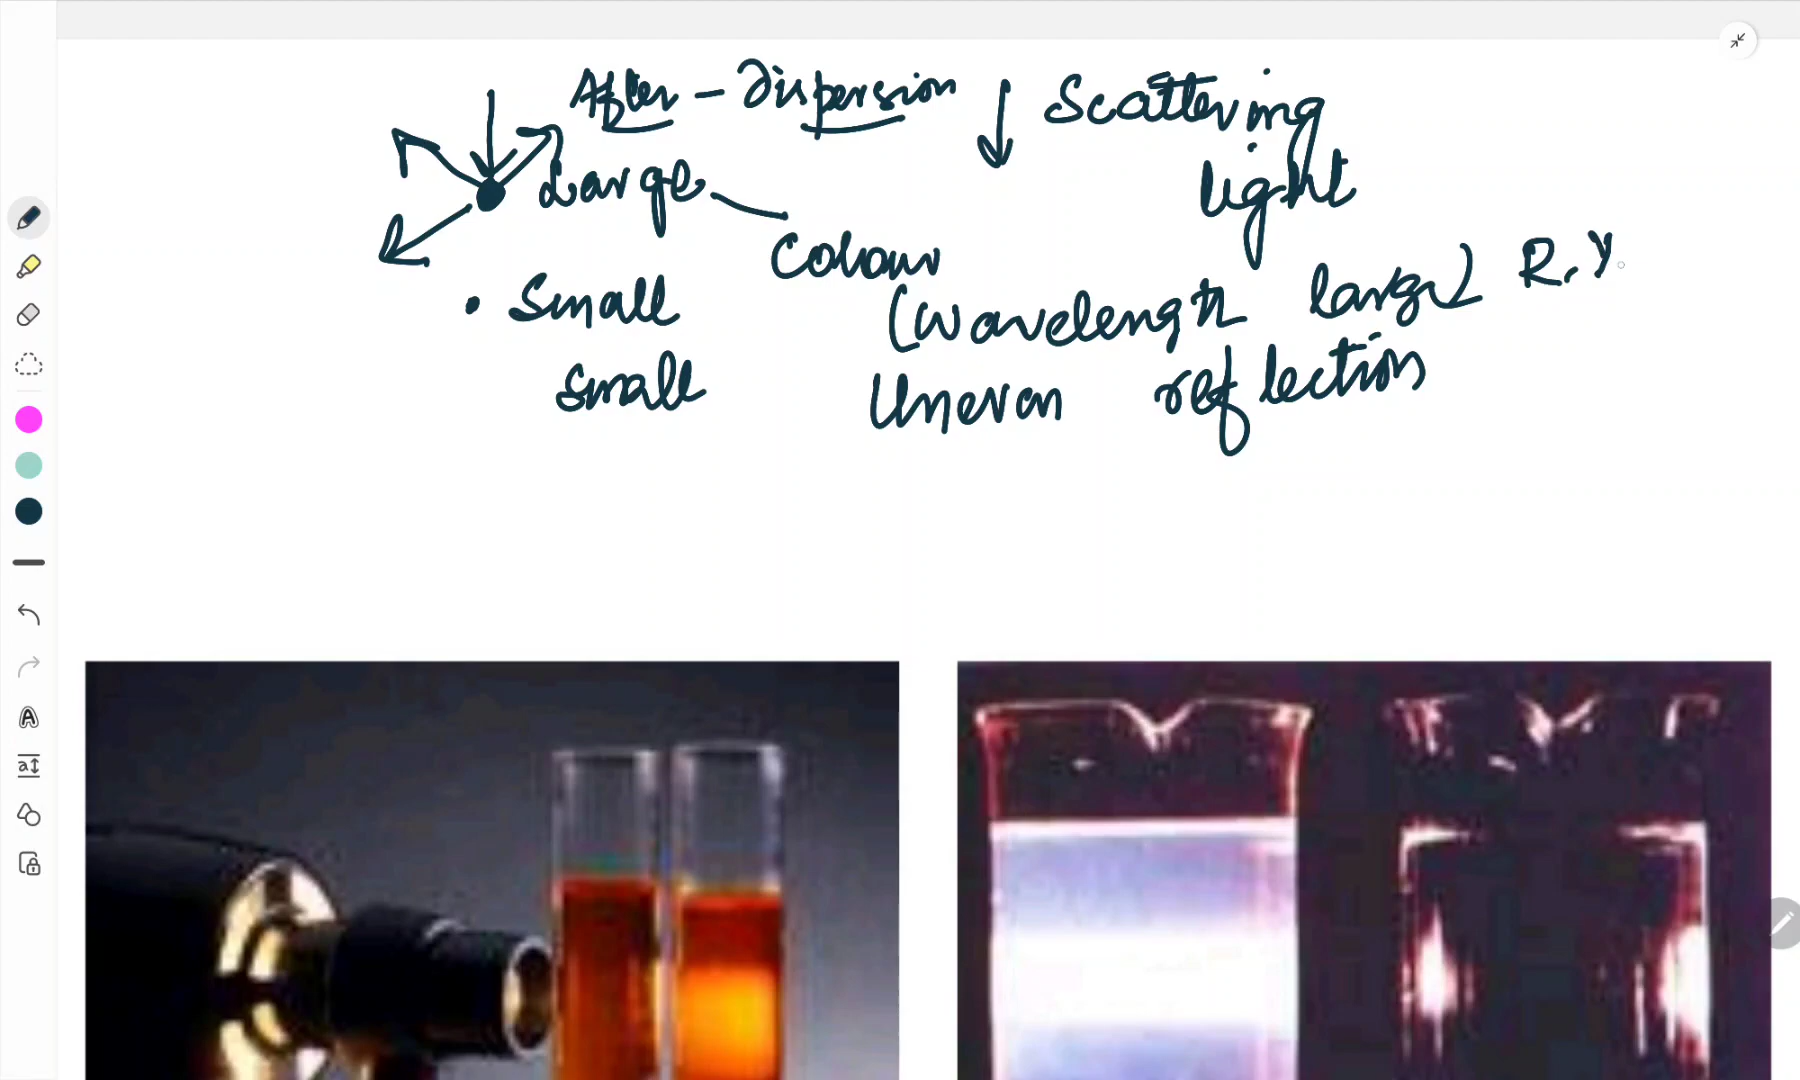 After - Dispersion ↓ Scattering
light
Large
Colour
(Wavelength large) R, Y
• Small
Small Uneven reflection